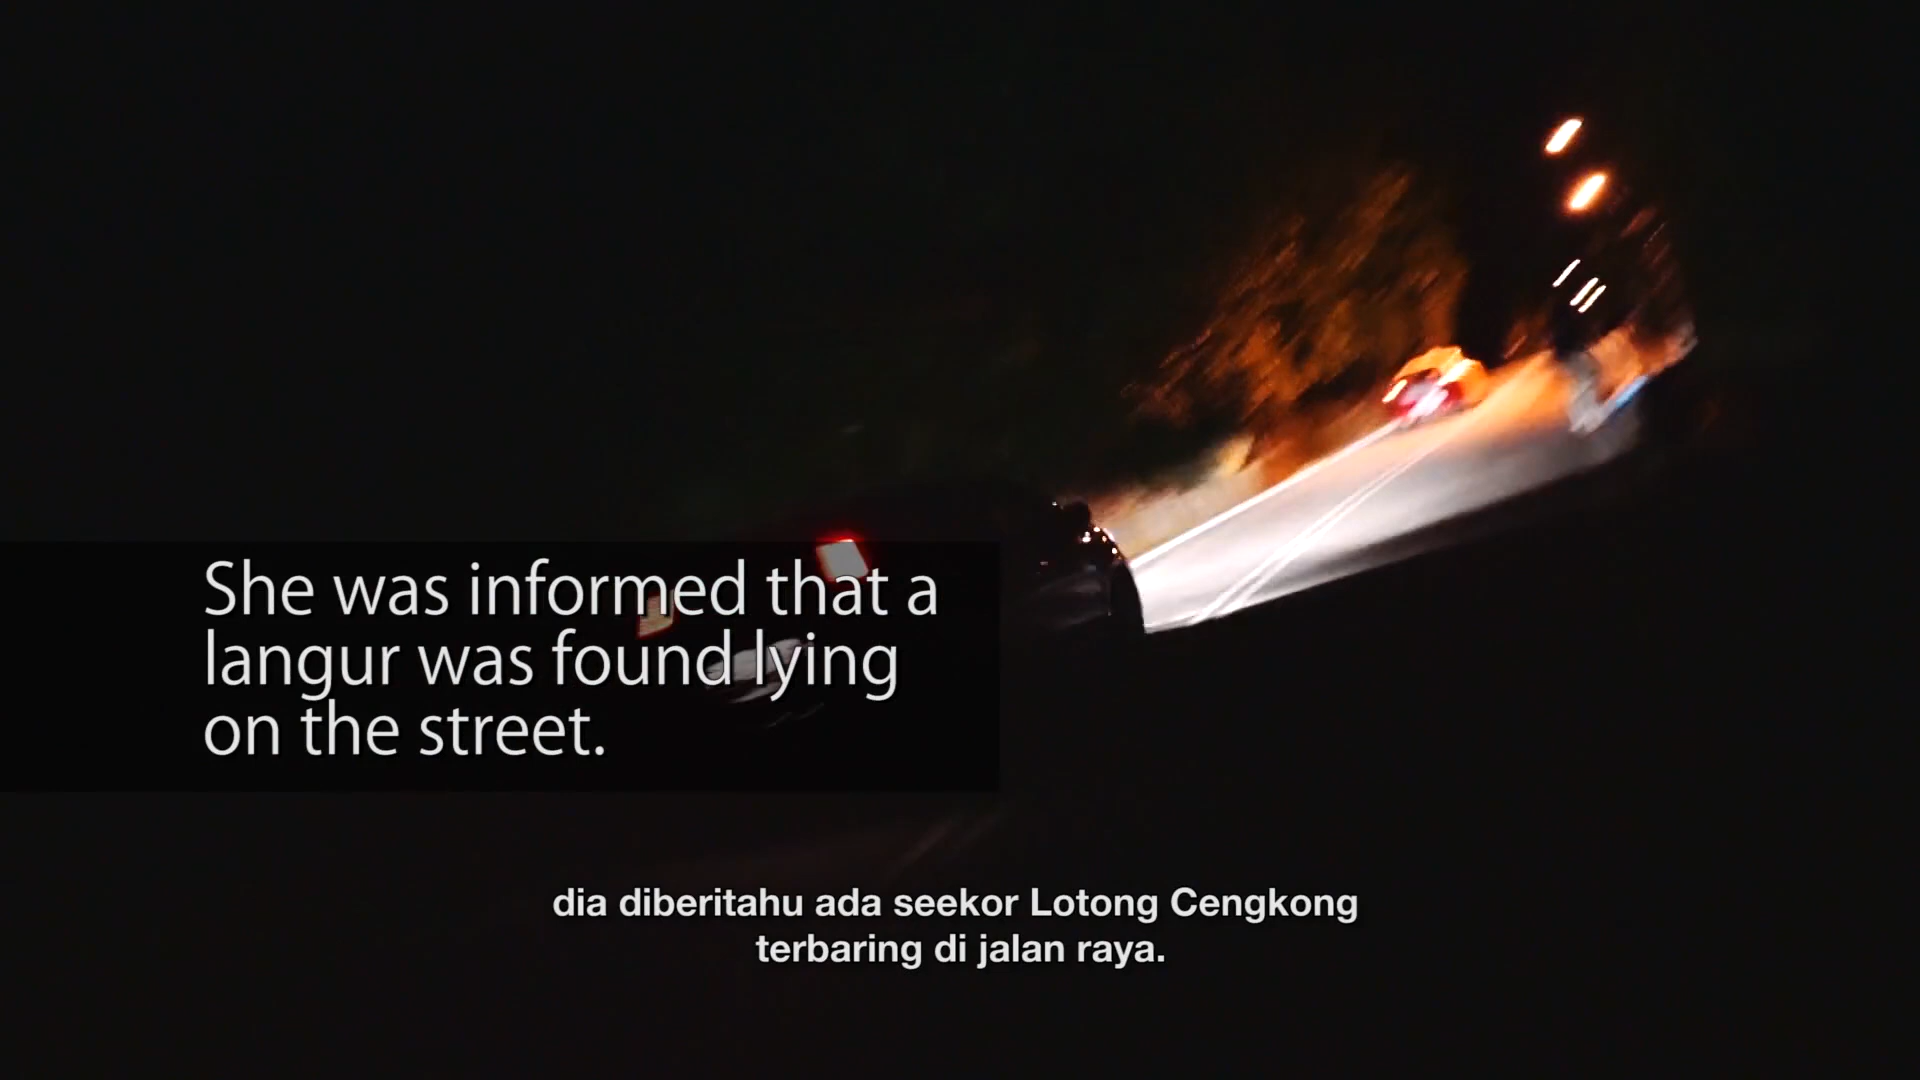 She was informed that a
langur was found lying
on the street.
dia diberitahu ada seekor Lotong Cengkong
terbaring di jalan raya.